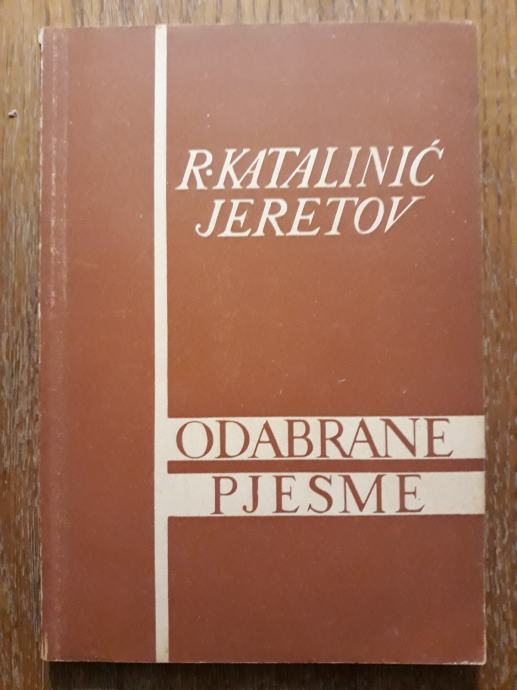 R·KATALINIĆ
JERETOV
ODABRANE
PJESME